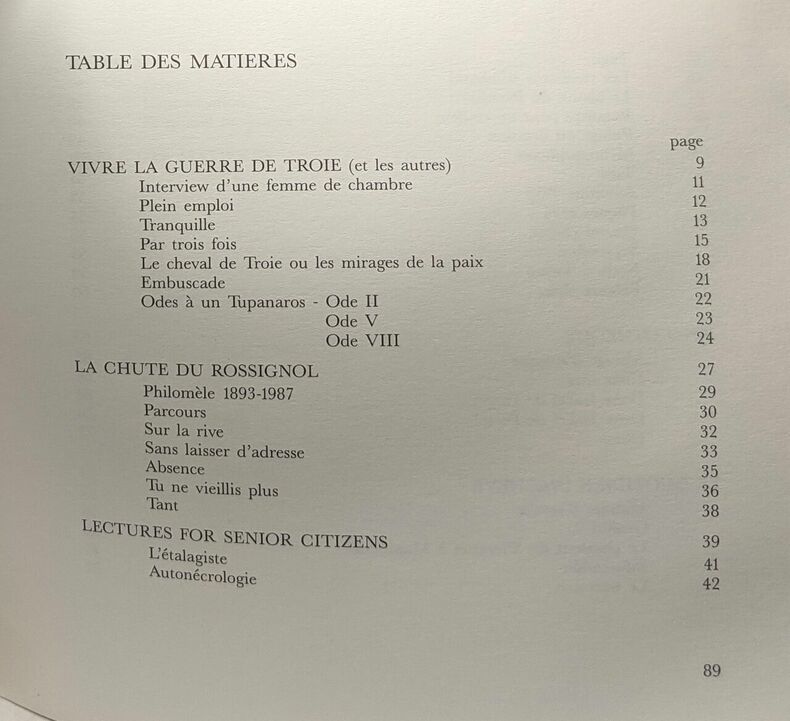 TABLE DES MATIERES
page
VIVRE LA GUERRE DE TROIE (et les autres) 9
Interview d'une femme de chambre 11
Plein emploi 12
Tranquille 13
Par trois fois 15
Le cheval de Troie ou les mirages de la paix 18
Embuscade 21
Odes à un Tupanaros - Ode II 22
Ode V 23
Ode VIII 24
LA CHUTE DU ROSSIGNOL 27
Philomèle 1893-1987 29
Parcours 30
Sur la rive 32
Sans laisser d'adresse 33
Absence 35
Tu ne vieillis plus 36
Tant 38
LECTURES FOR SENIOR CITIZENS 39
L'étalagiste 41
Autonécrologie 42
89